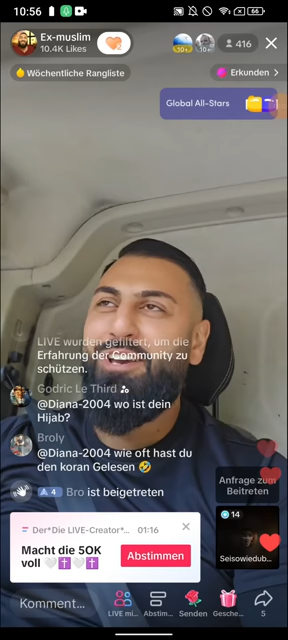 10:56
66
Ex-muslim
10.4K Likes
10+
10+
416
Wöchentliche Rangliste
Erkunden >
Global All-Stars
LIVE wurden gefiltert, um die
Erfahrung der Community zu
schützen.
Godric Le Third
@Diana-2004 wo ist dein
Hijab?
Broly
@Diana-2004 wie oft hast du
den koran Gelesen 🤣
4 Bro ist beigetreten
Anfrage zum
Beitreten
14
Seisowiedub...
Der*Die LIVE-Creator*... 01:16
Macht die 50K
voll 🤍✝️🤍✝️
Abstimmen
Komment...
LIVE mi...
Abstim...
Senden
Gesche...
5